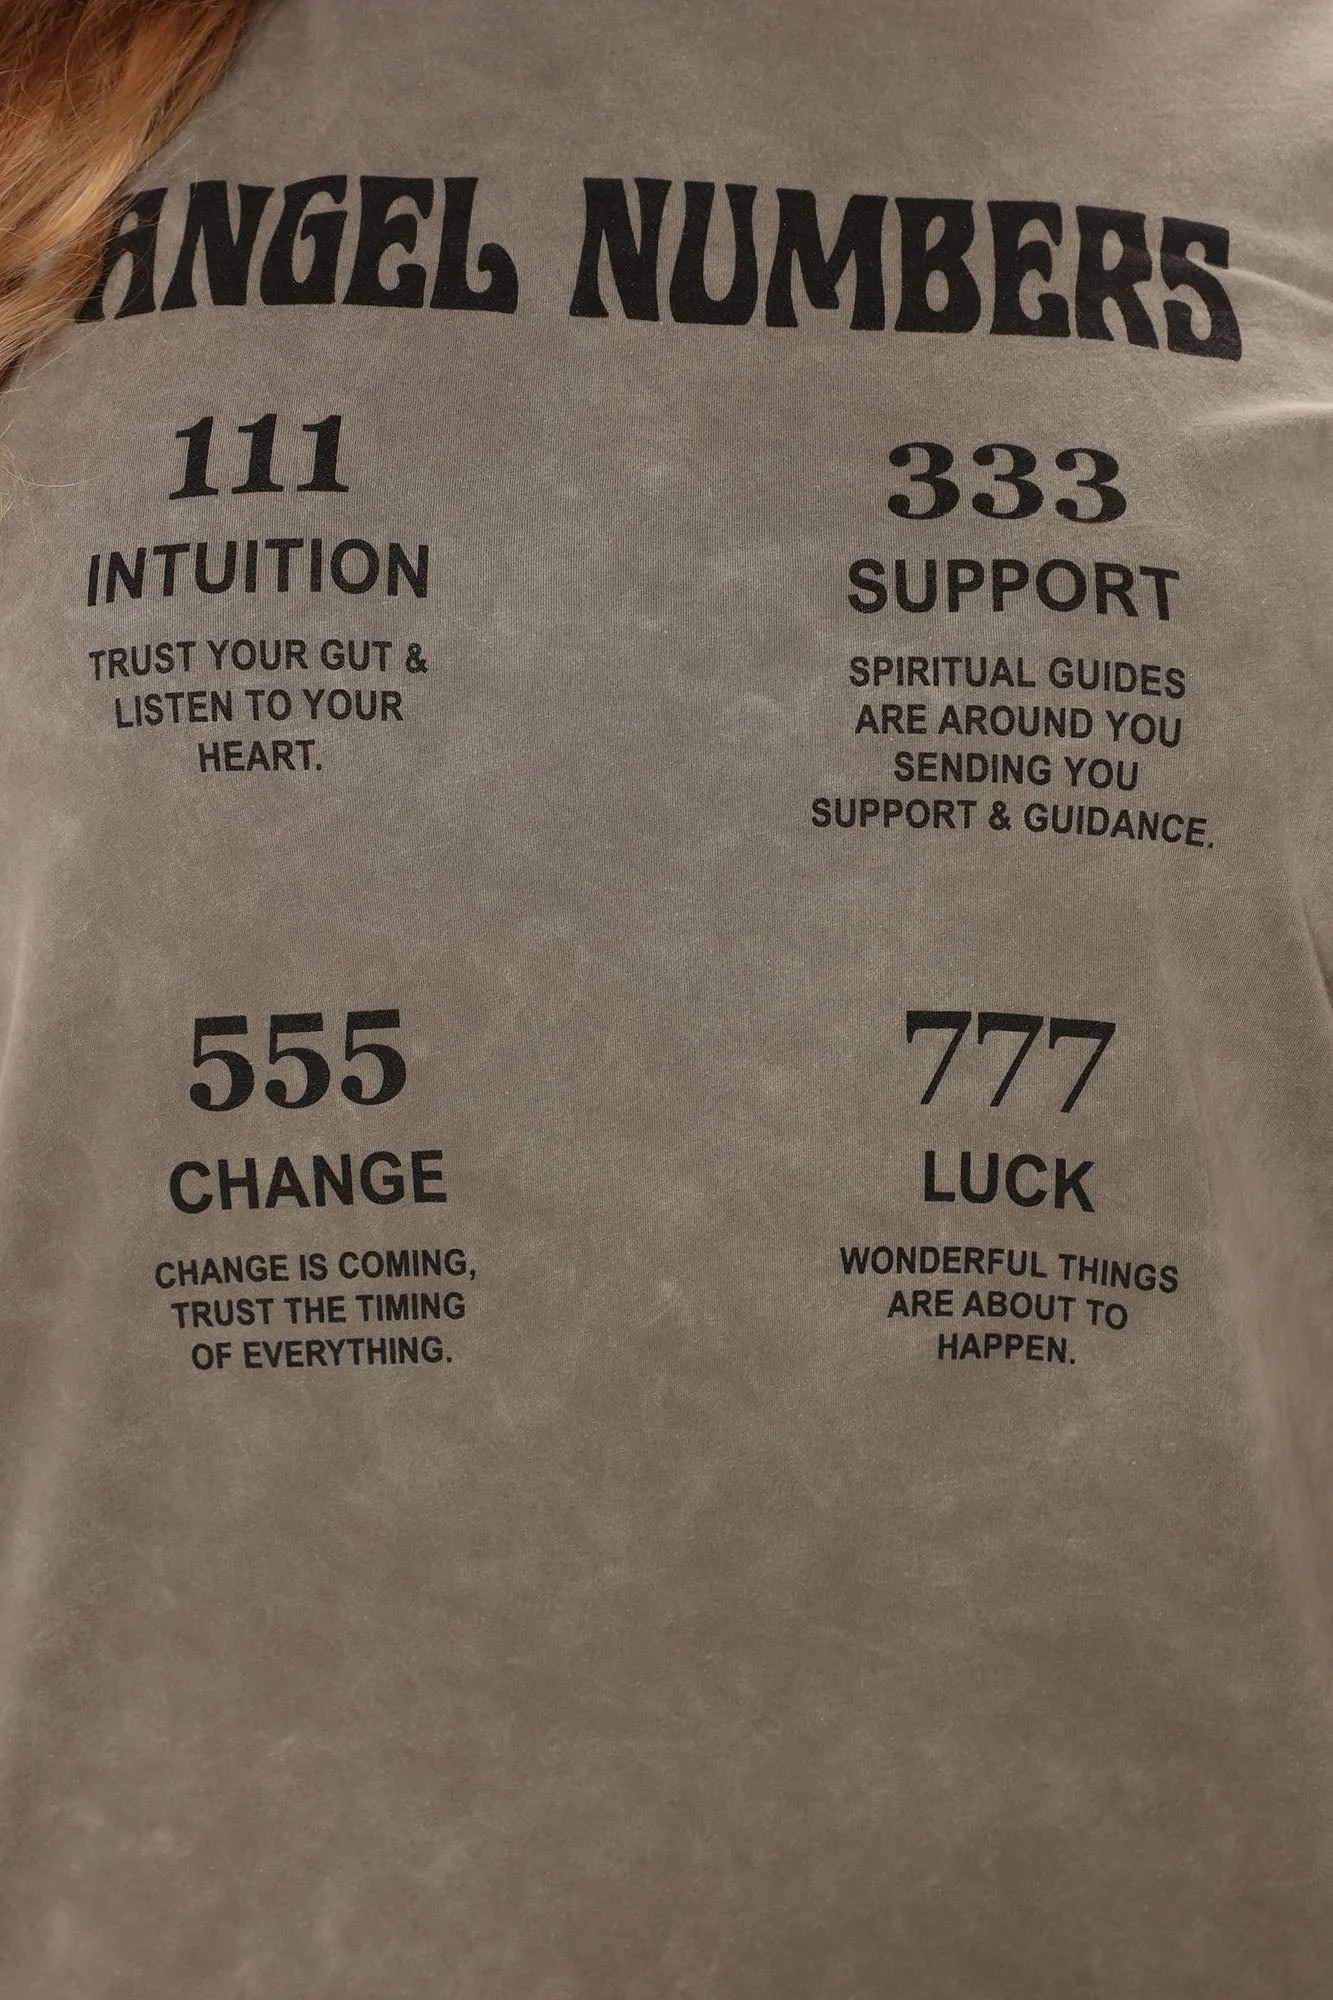 ANGEL NUMBERS
111
INTUITION
TRUST YOUR GUT &
LISTEN TO YOUR
HEART.
333
SUPPORT
SPIRITUAL GUIDES
ARE AROUND YOU
SENDING YOU
SUPPORT & GUIDANCE.
555
CHANGE
CHANGE IS COMING,
TRUST THE TIMING
OF EVERYTHING.
777
LUCK
WONDERFUL THINGS
ARE ABOUT TO
HAPPEN.